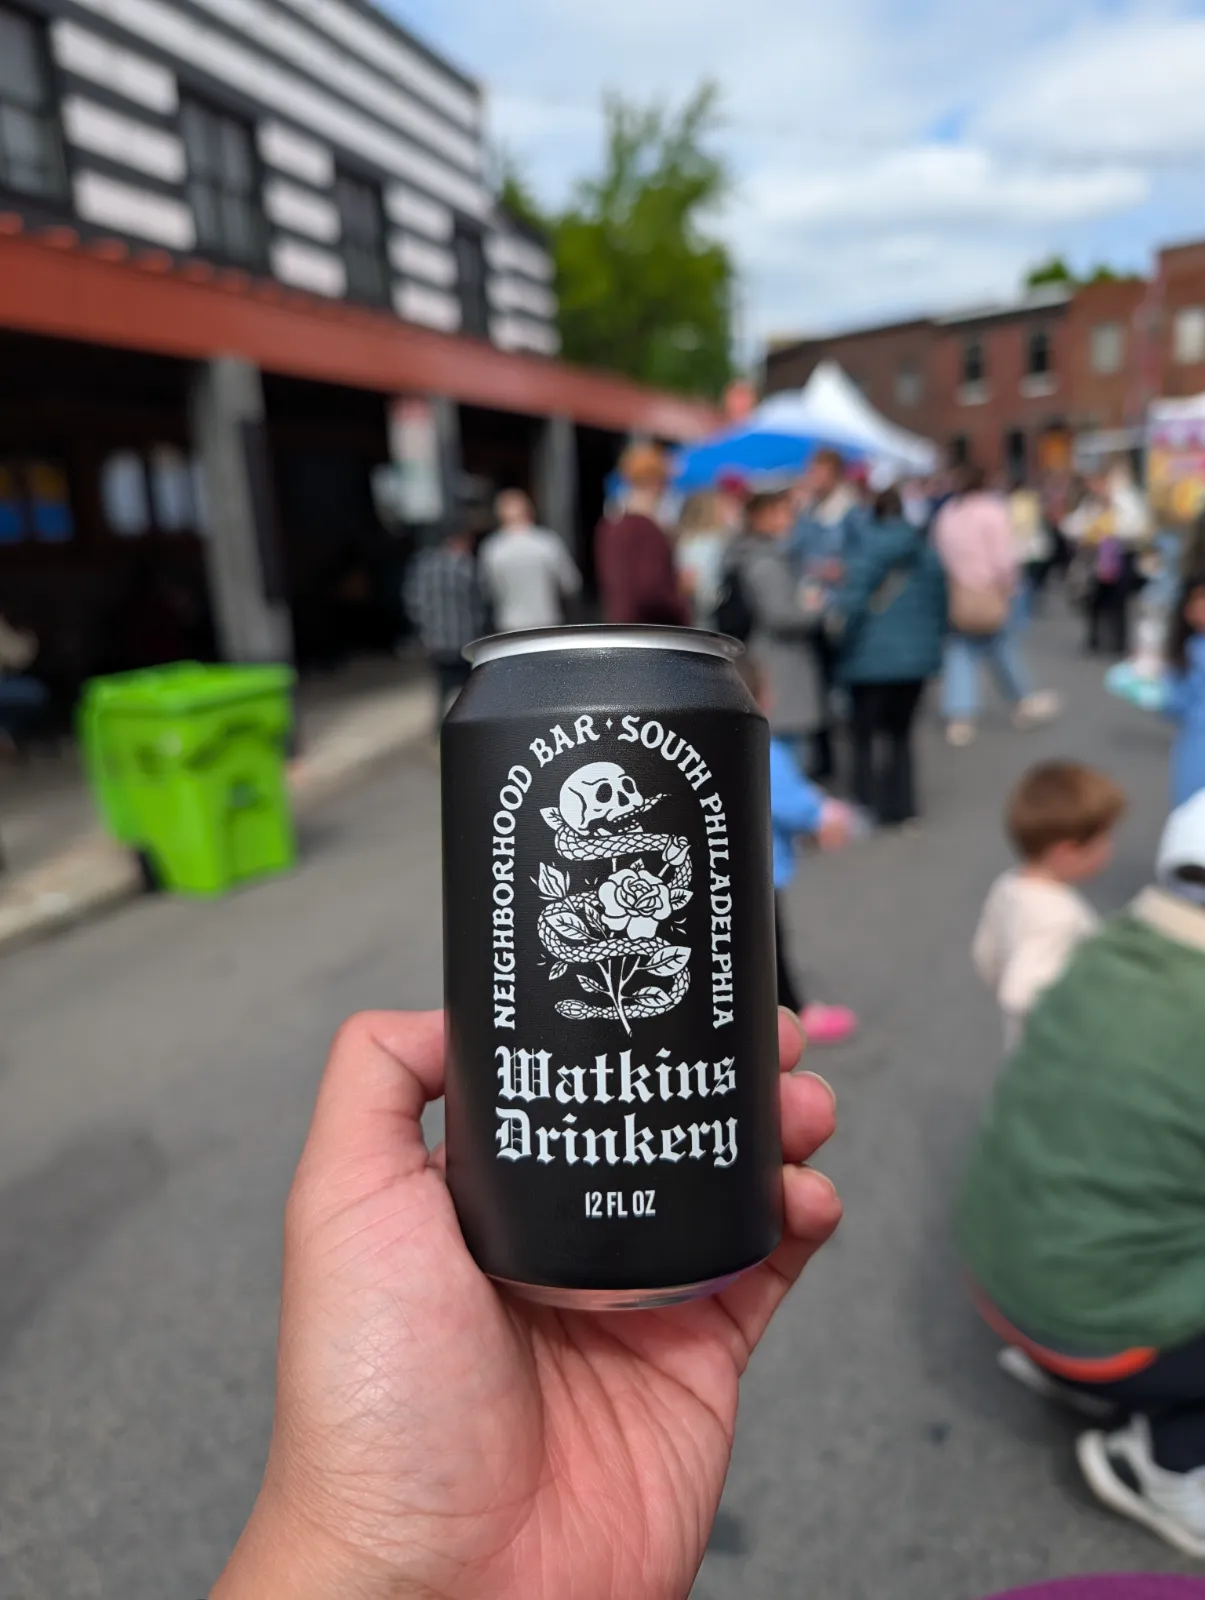 NEIGHBORHOOD BAR · SOUTH PHILADELPHIA
Watkins
Drinkery
12 FL OZ